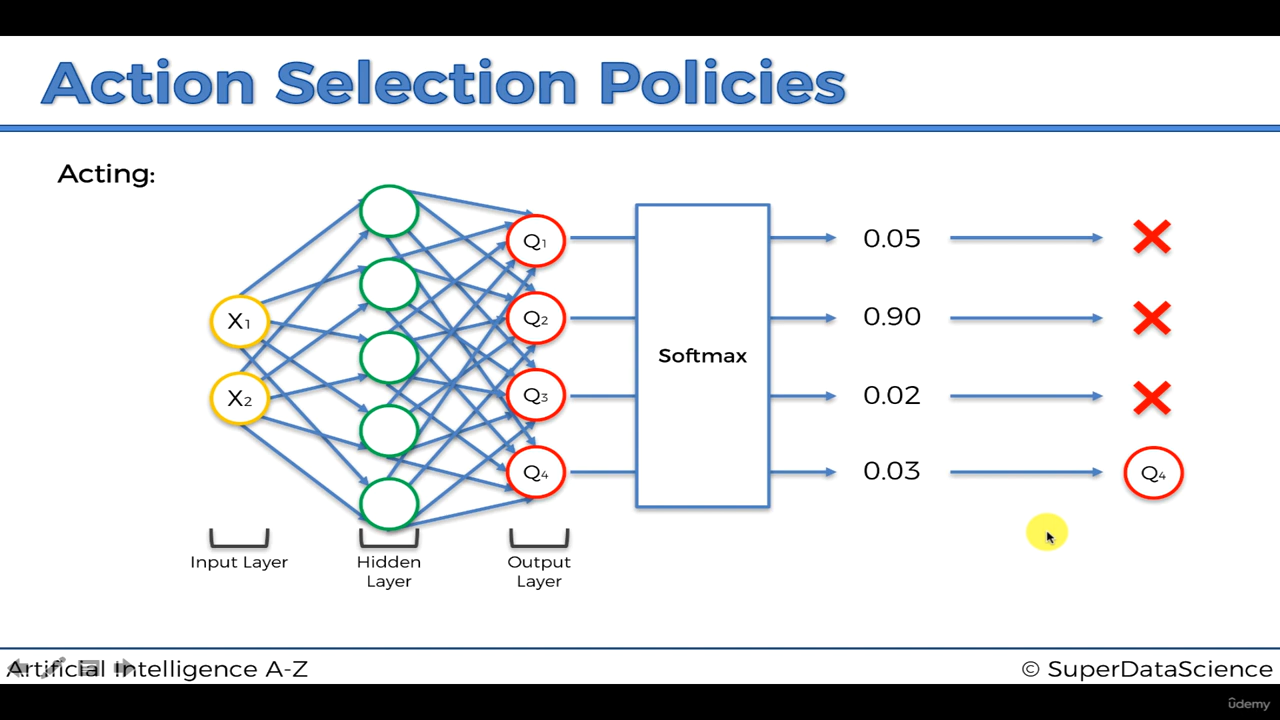 Action Selection Policies
Acting:
X1
X2
Q1
Q2
Q3
Q4
Softmax
0.05
0.90
0.02
0.03
Q4
Input Layer
Hidden
Layer
Output
Layer
Artificial Intelligence A-Z
© SuperDataScience
ûdemy